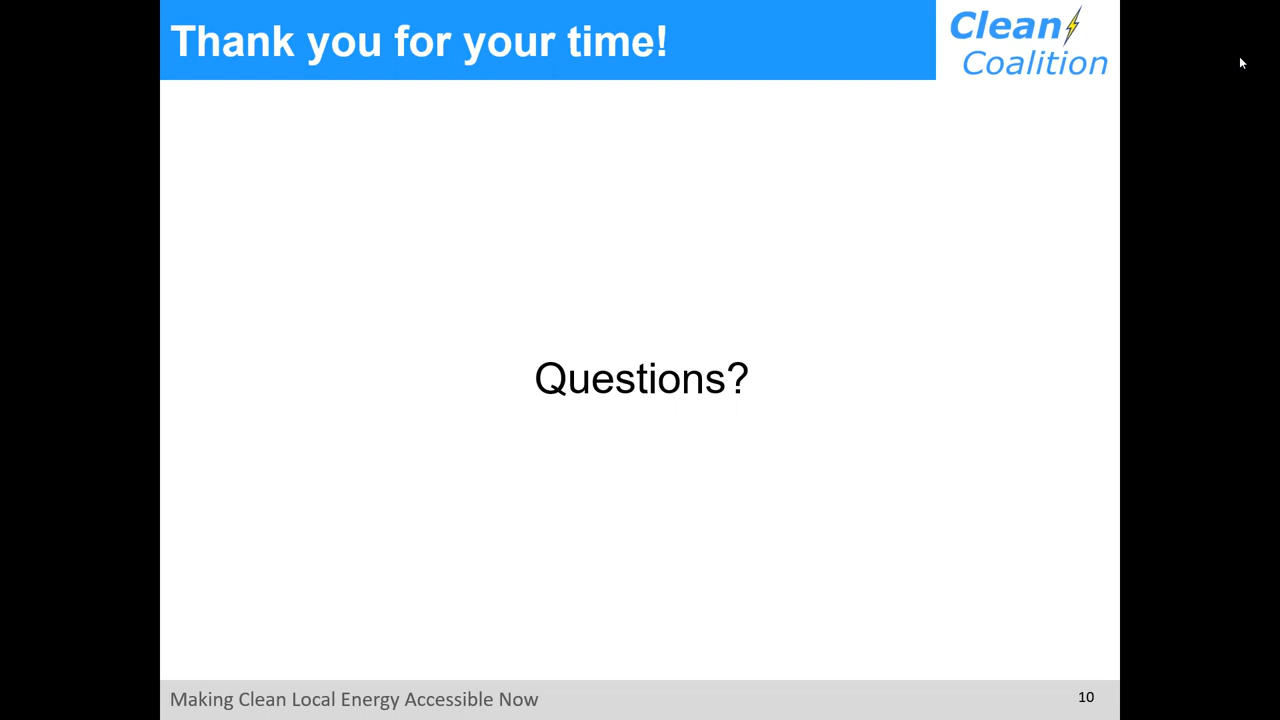 Thank you for your time!
Clean
Coalition
Questions?
Making Clean Local Energy Accessible Now
10